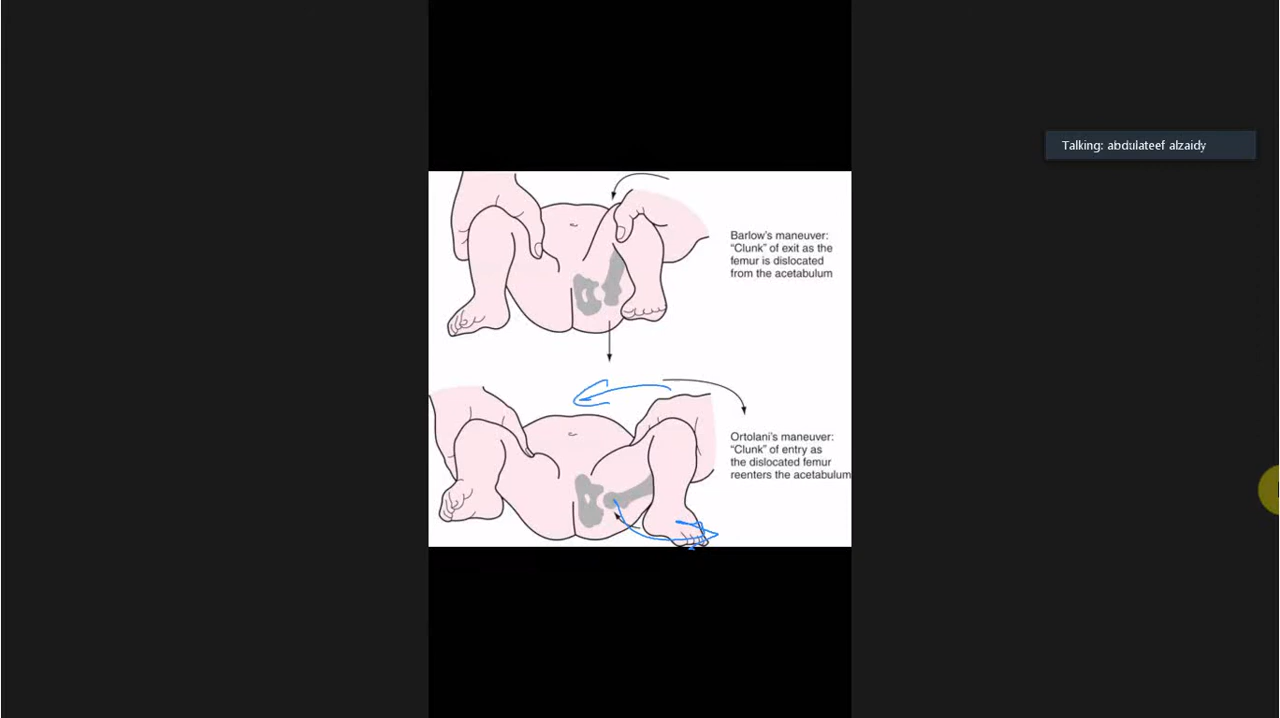 Talking: abdulateef alzaidy
Barlow's maneuver:
"Clunk" of exit as the
femur is dislocated
from the acetabulum
Ortolani's maneuver:
"Clunk" of entry as
the dislocated femur
reenters the acetabulum